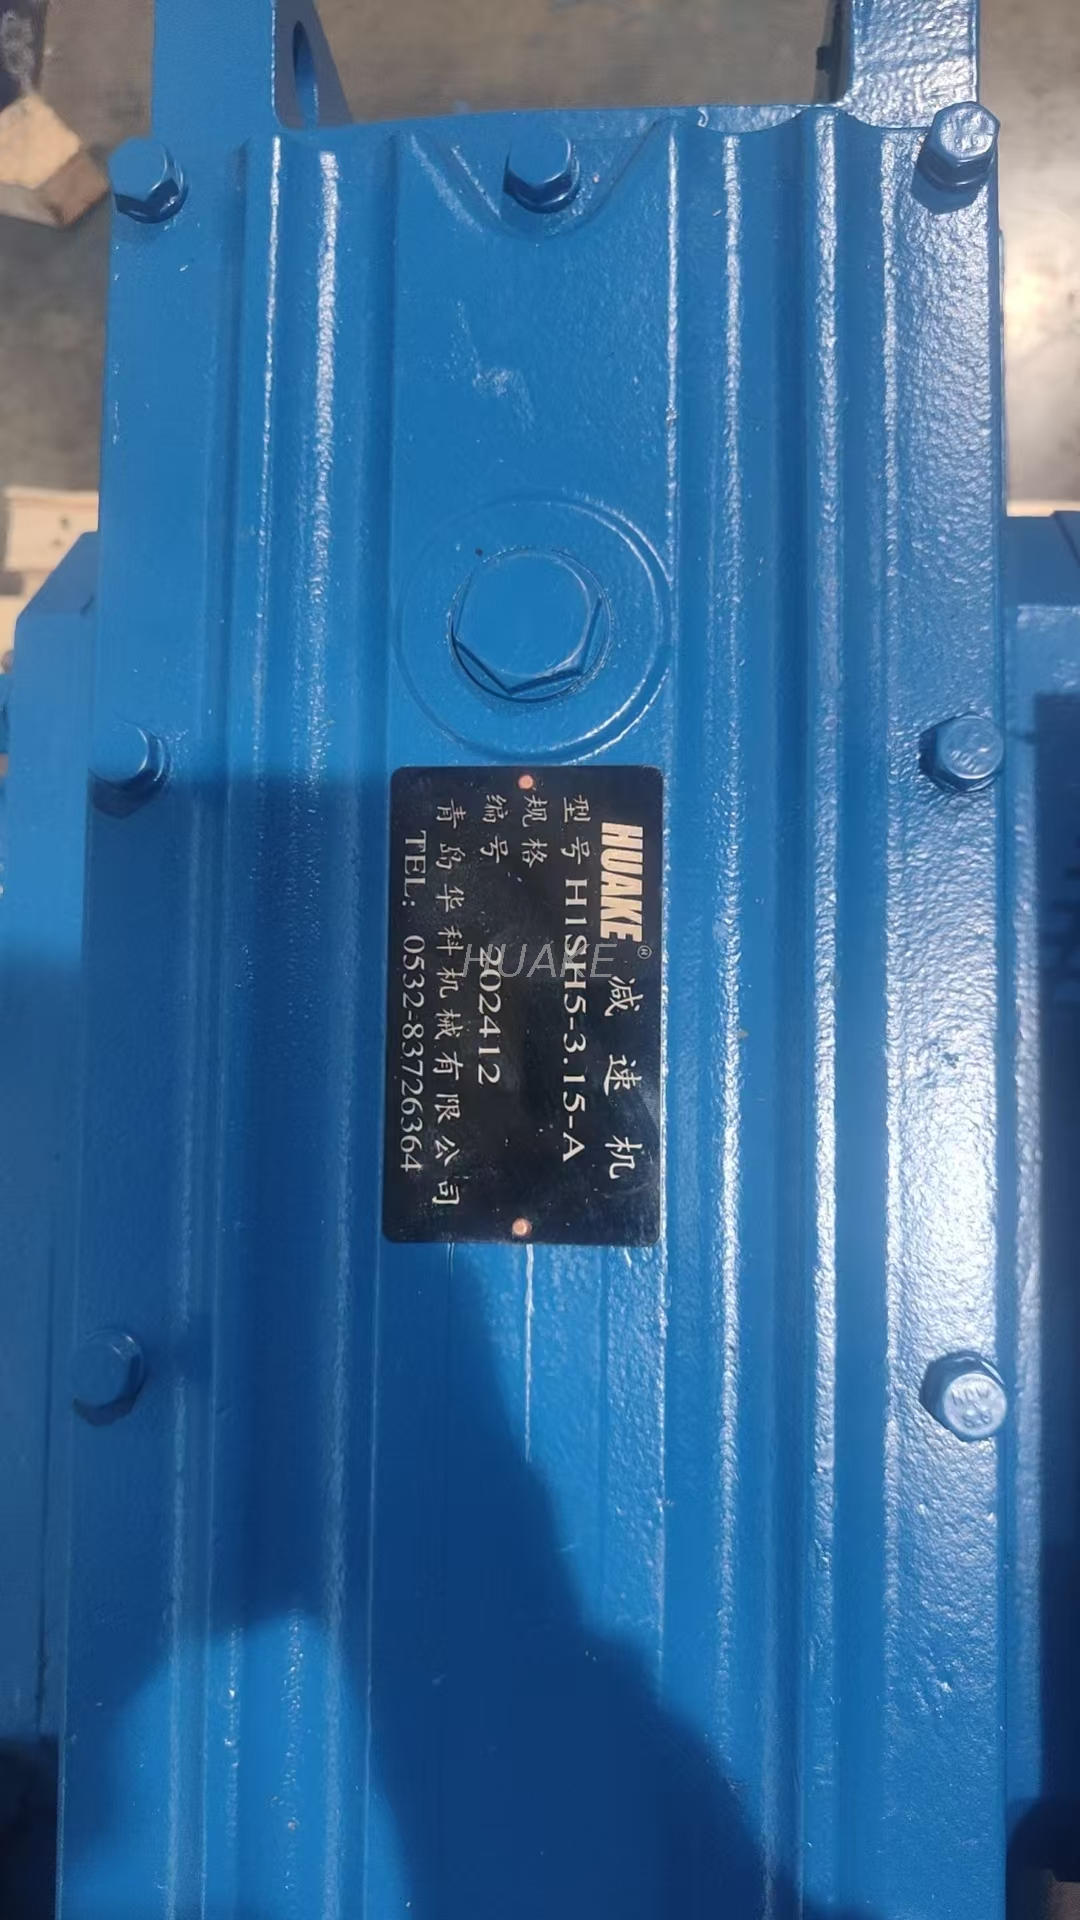 HUAKE® 减速机
型号 H1SH5-3.15-A
规格
编号 202412
青岛华科机械有限公司
TEL: 0532-83726364
HUAKE